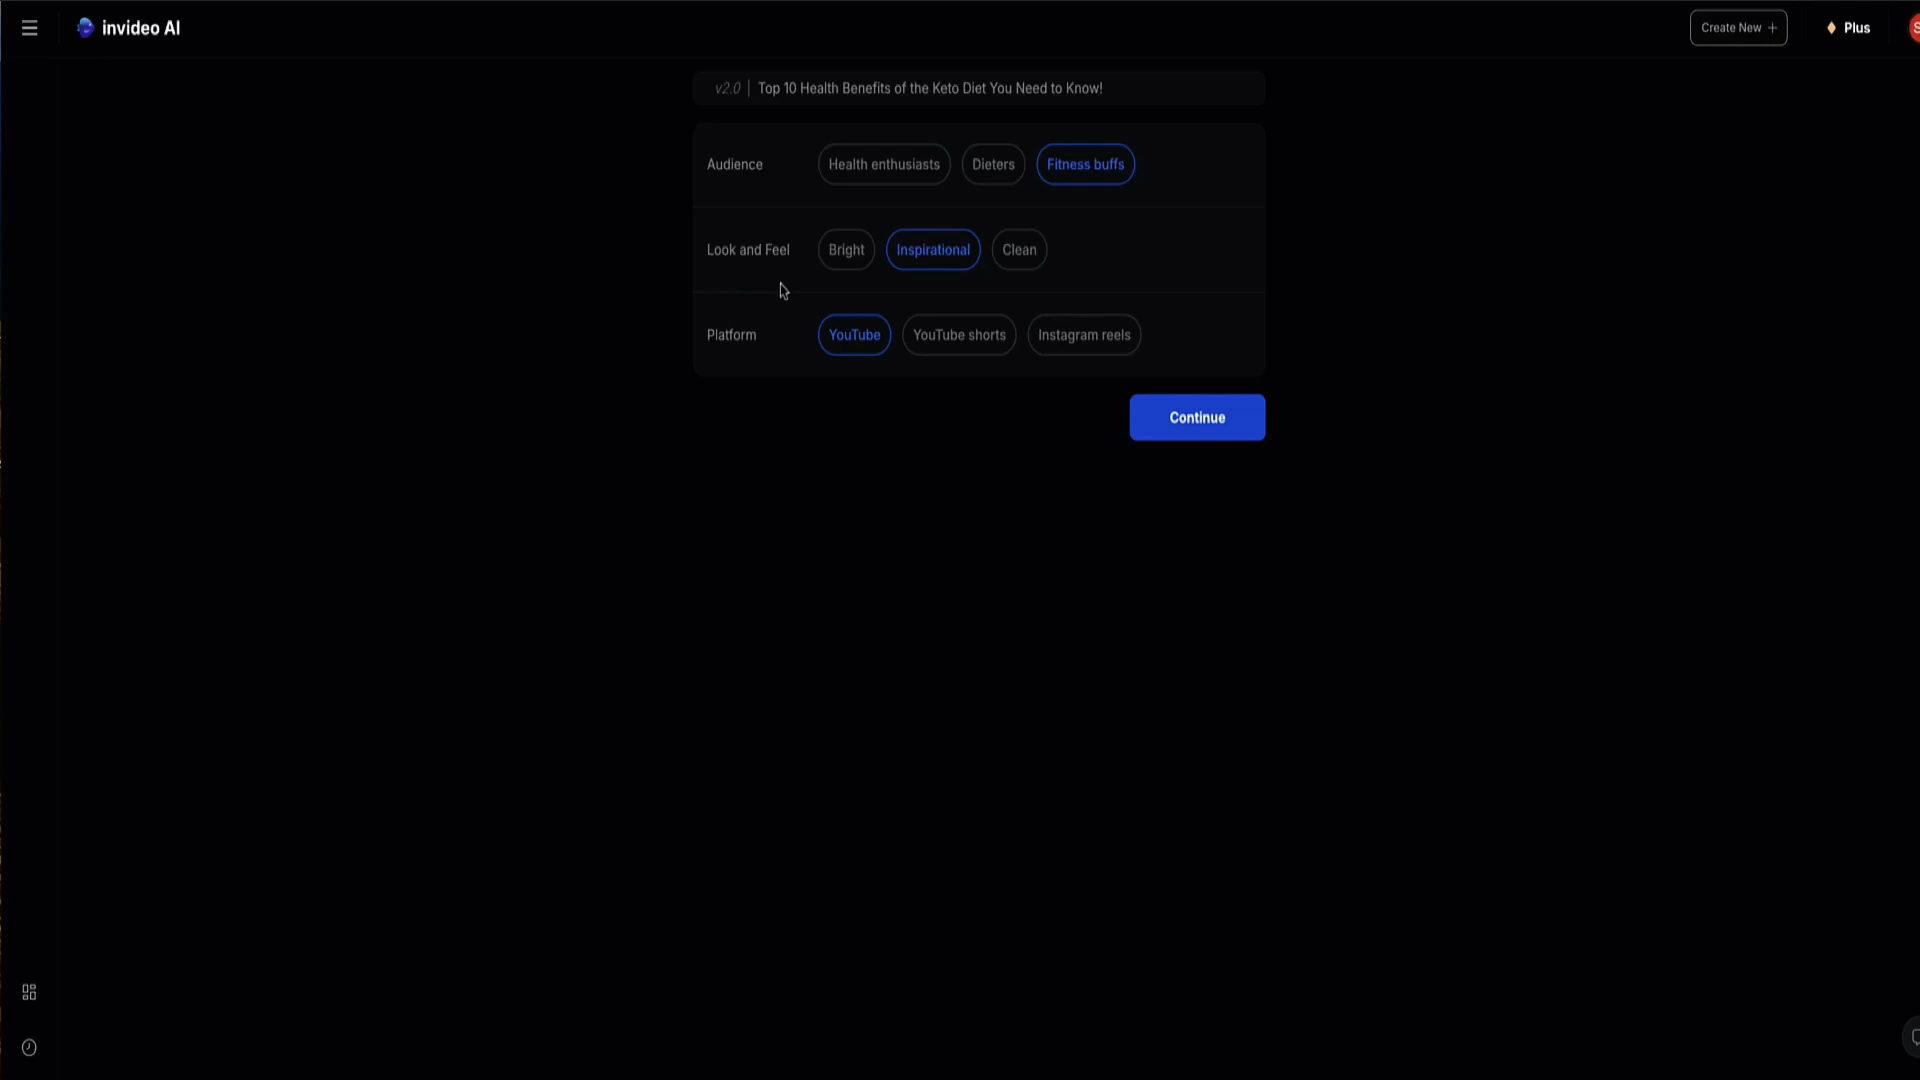 invideo AI
Create New +
Plus
v2.0 | Top 10 Health Benefits of the Keto Diet You Need to Know!
Audience Health enthusiasts Dieters Fitness buffs
Look and Feel Bright Inspirational Clean
Platform YouTube YouTube shorts Instagram reels
Continue